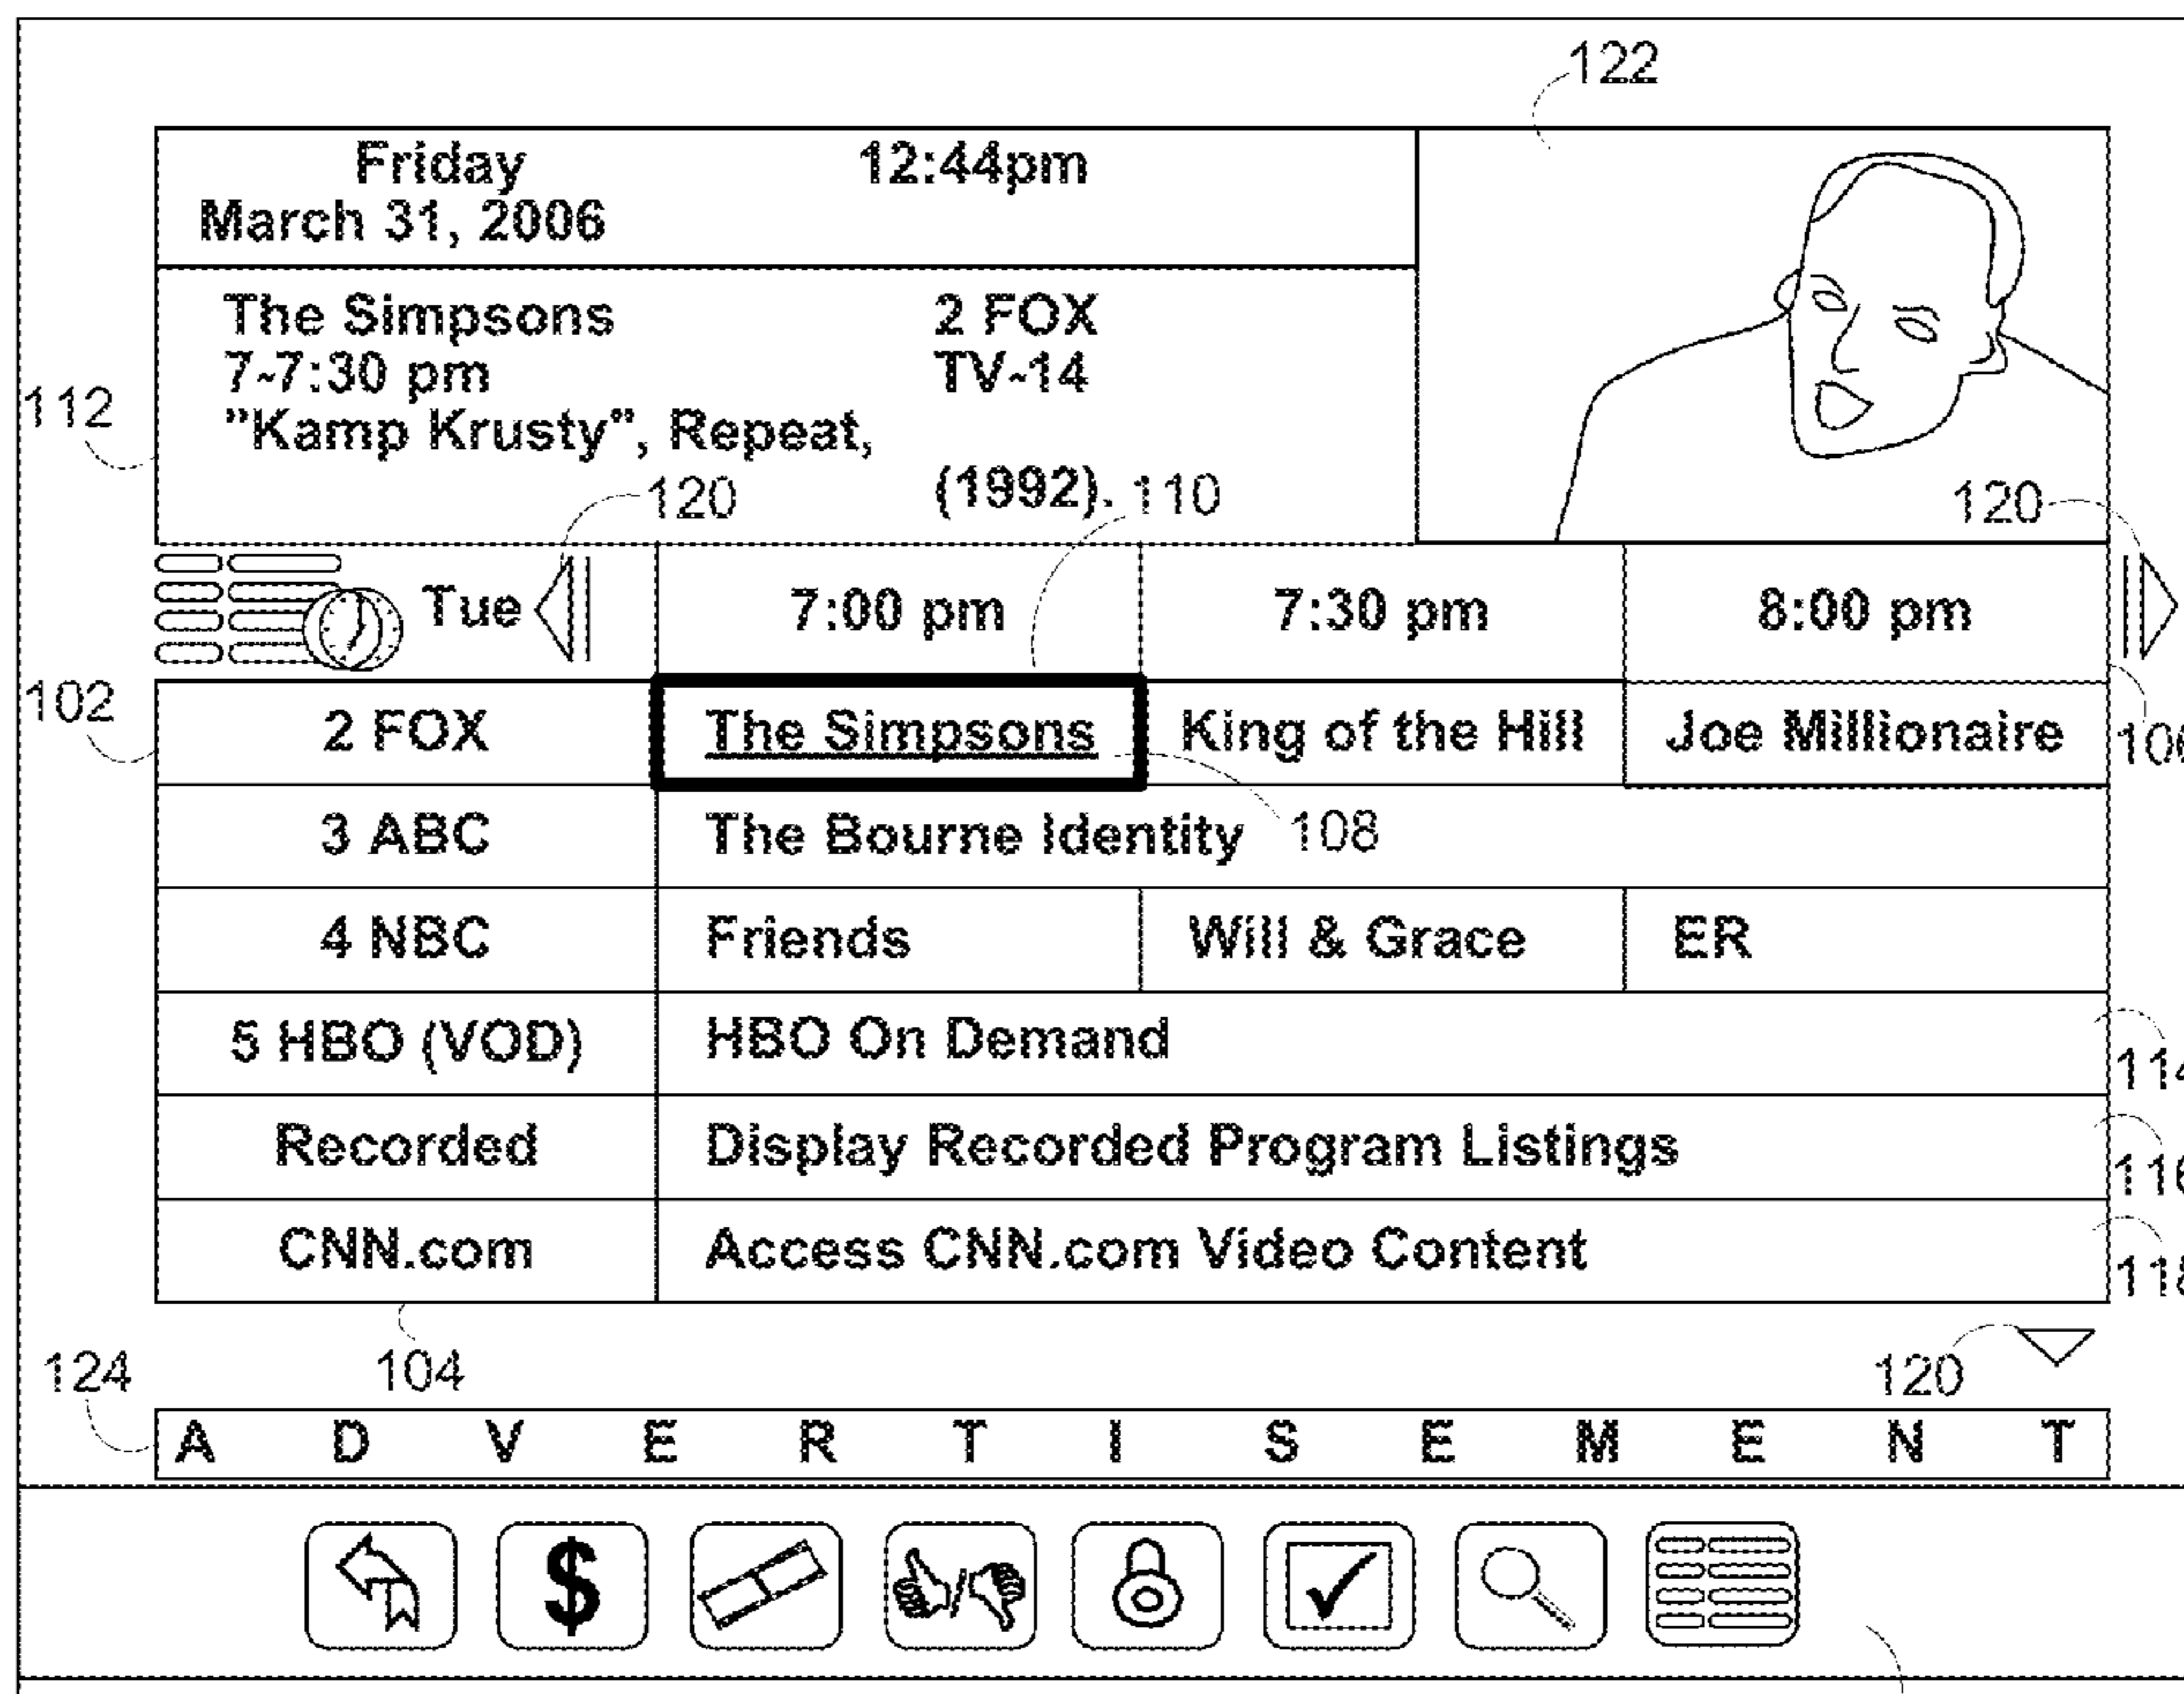 122
Friday 12:44pm
March 31, 2006
The Simpsons 2 FOX
7-7:30 pm TV-14
112
"Kamp Krusty", Repeat,
120 (1992). 110 120
Tue 7:00 pm 7:30 pm 8:00 pm
102 2 FOX The Simpsons King of the Hill Joe Millionaire
3 ABC The Bourne Identity 108
4 NBC Friends Will & Grace ER
5 HBO (VOD) HBO On Demand
Recorded Display Recorded Program Listings
CNN.com Access CNN.com Video Content
124 104 120
A D V E R T I S E M E N T
$